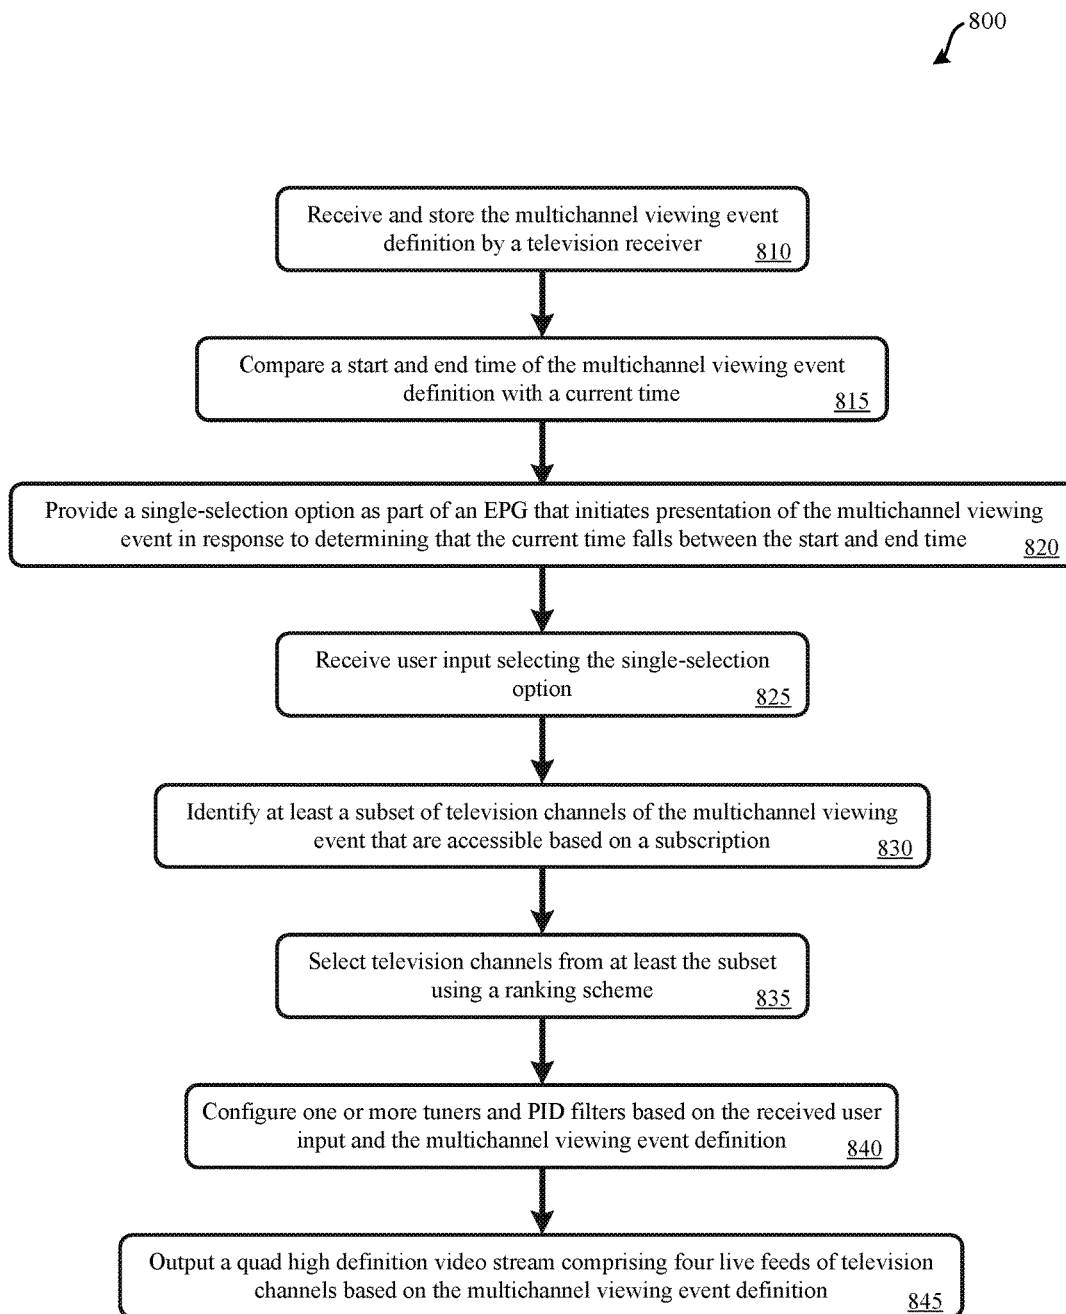 800
Receive and store the multichannel viewing event
definition by a television receiver
810
Compare a start and end time of the multichannel viewing event
definition with a current time
815
Provide a single-selection option as part of an EPG that initiates presentation of the multichannel viewing
event in response to determining that the current time falls between the start and end time
820
Receive user input selecting the single-selection
option
825
Identify at least a subset of television channels of the multichannel viewing
event that are accessible based on a subscription
830
Select television channels from at least the subset
using a ranking scheme
835
Configure one or more tuners and PID filters based on the received user
input and the multichannel viewing event definition
840
Output a quad high definition video stream comprising four live feeds of television
channels based on the multichannel viewing event definition
845